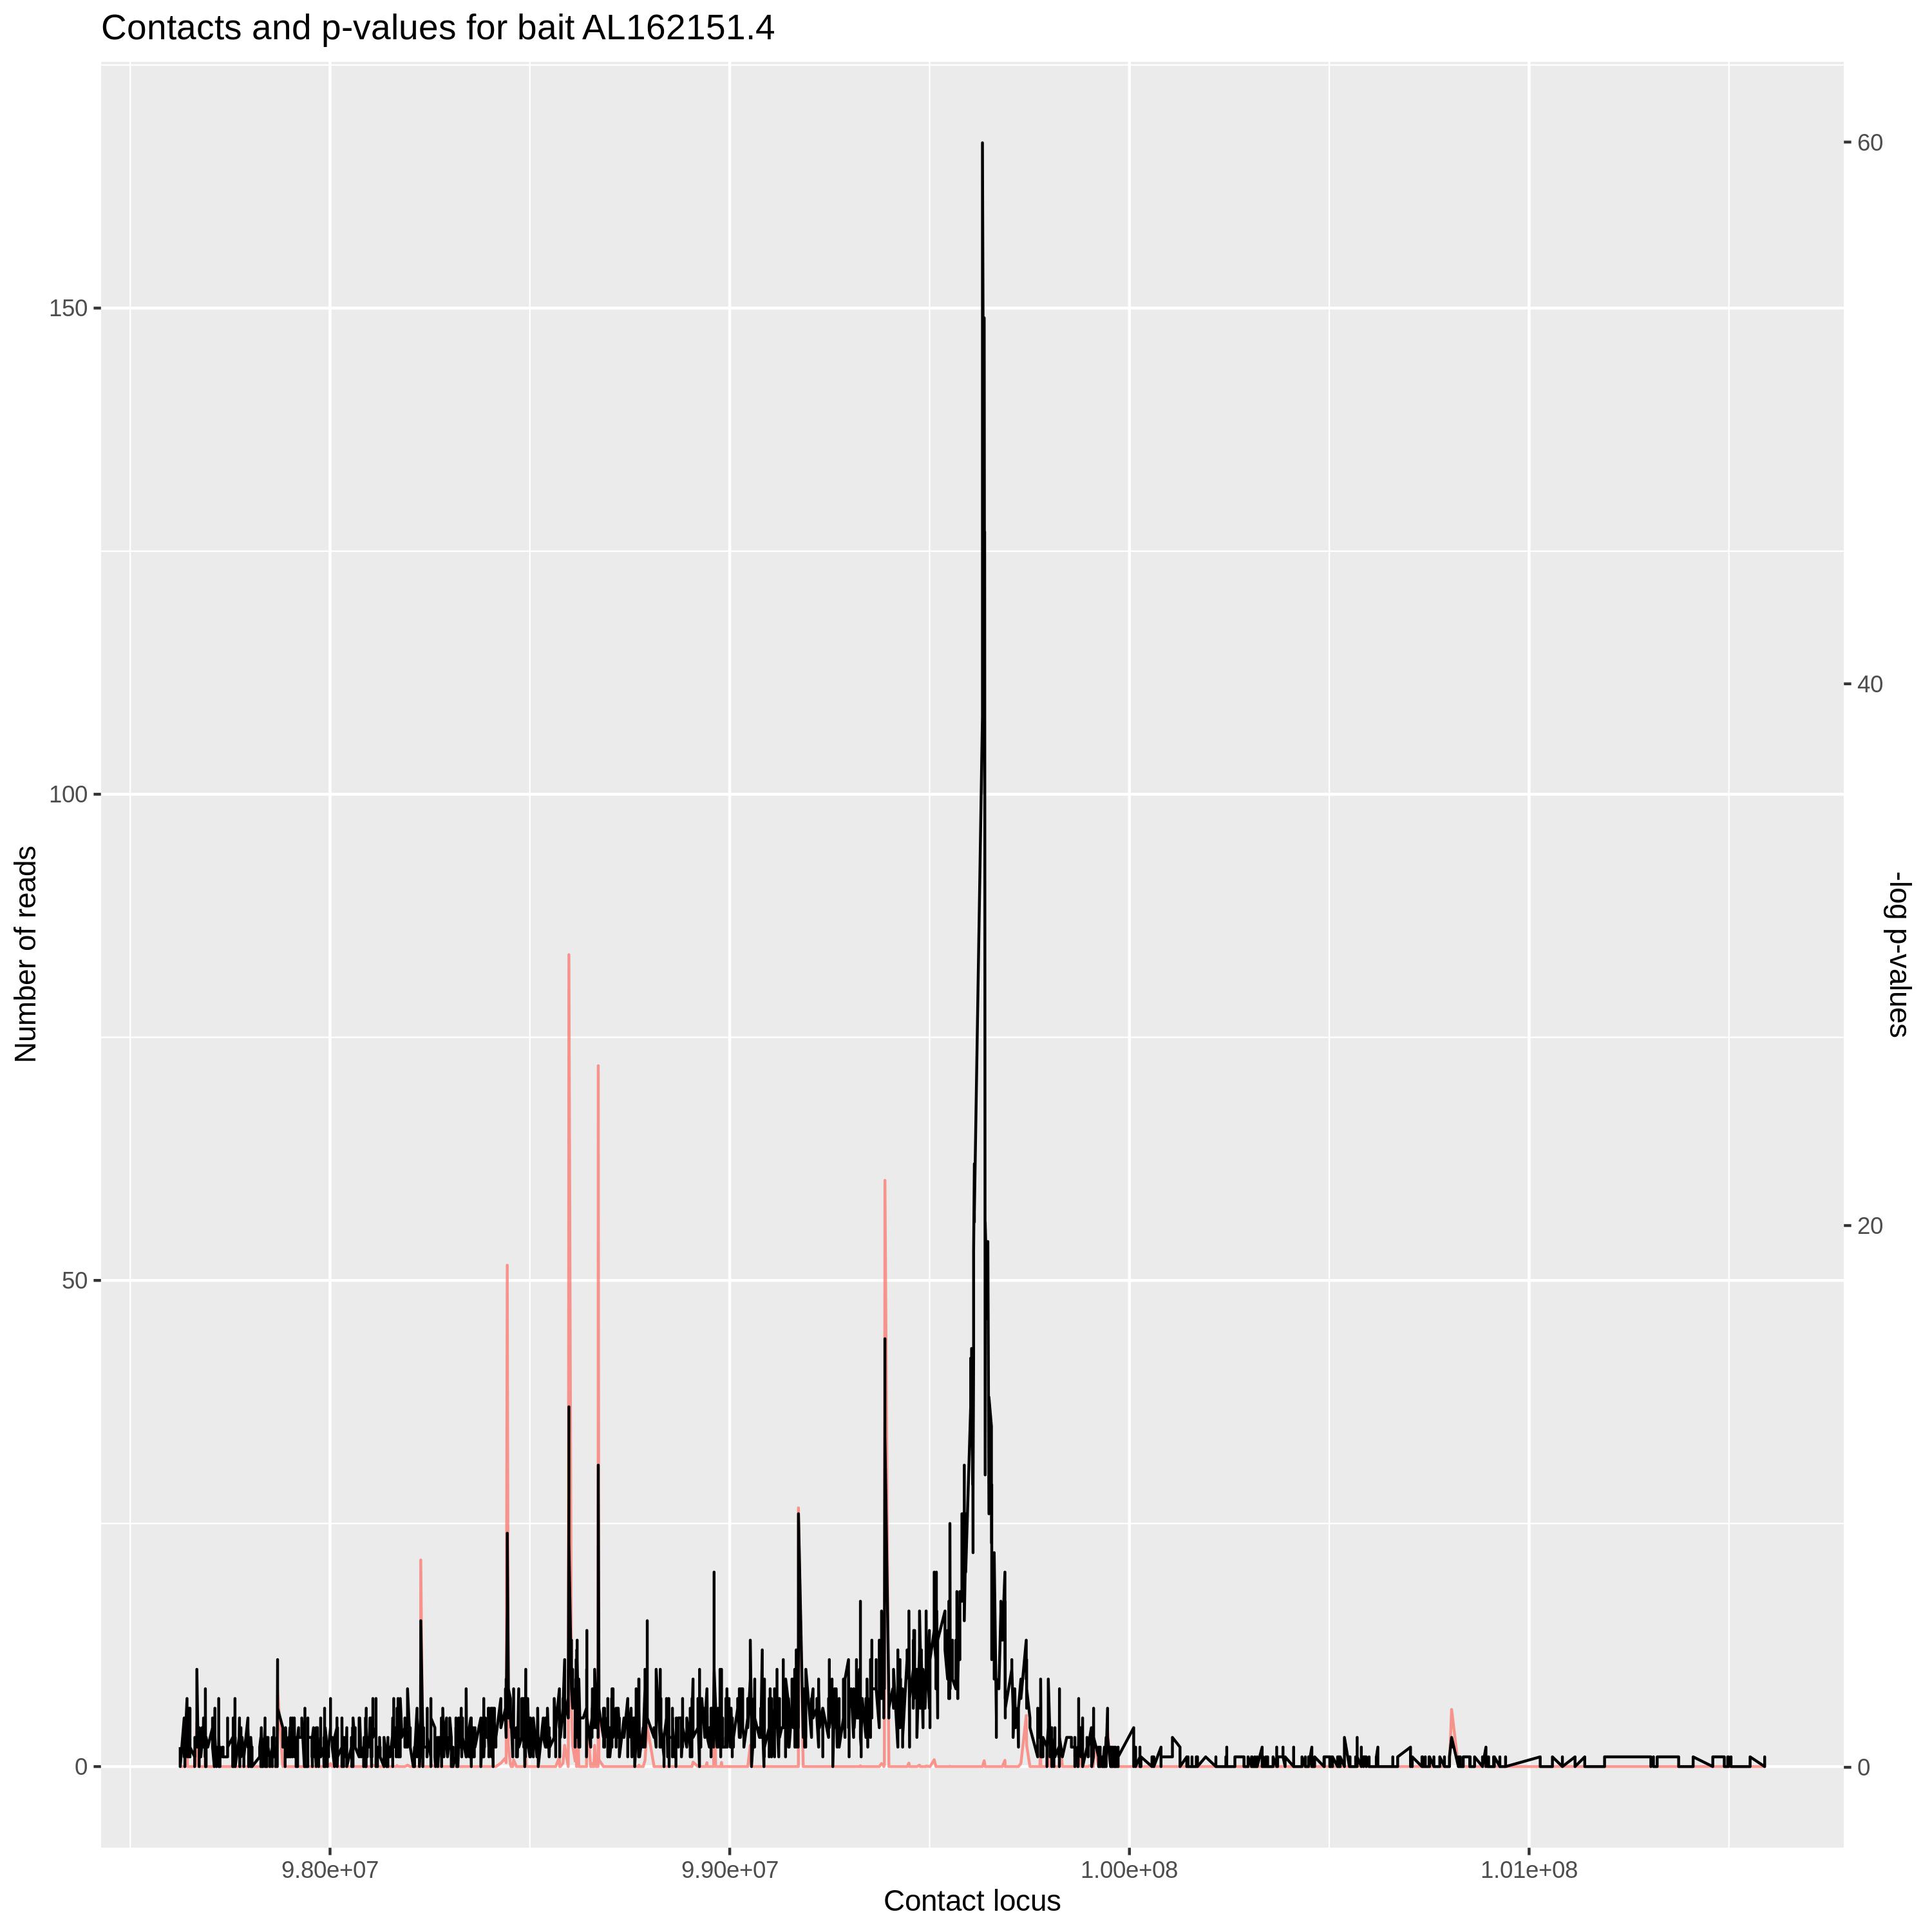 Contacts and p-values for bait AL162151.4
150
100
50
0
Number of reads
60
40
20
0
-log p-values
9.80e+07
9.90e+07
1.00e+08
1.01e+08
Contact locus